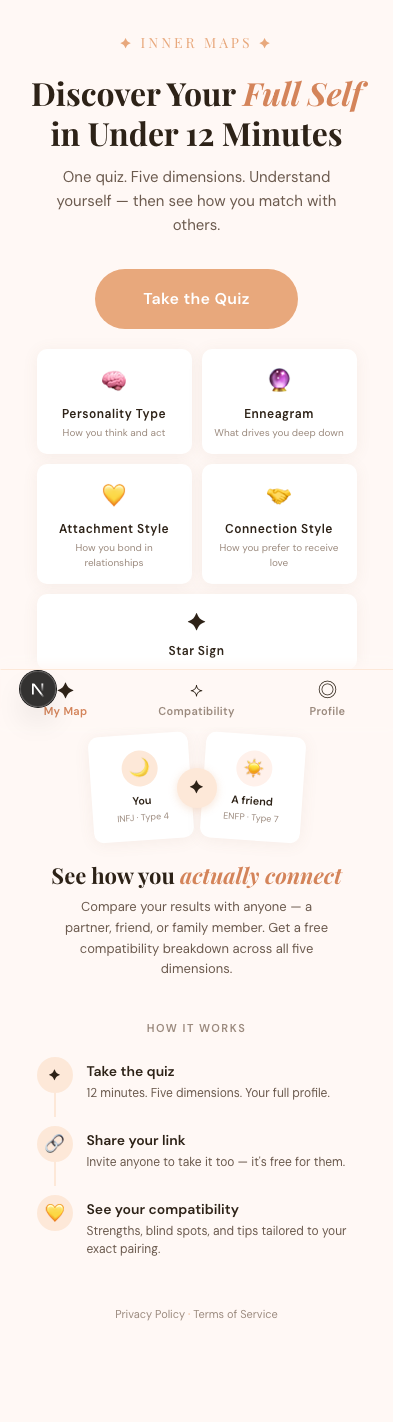 ✦ INNER MAPS ✦
Discover Your Full Self
in Under 12 Minutes
One quiz. Five dimensions. Understand
yourself — then see how you match with
others.
Take the Quiz
Personality Type
How you think and act
Enneagram
What drives you deep down
Attachment Style
How you bond in
relationships
Connection Style
How you prefer to receive
love
Star Sign
N
My Map
Compatibility
Profile
You
INFJ · Type 4
A friend
ENFP · Type 7
See how you actually connect
Compare your results with anyone — a
partner, friend, or family member. Get a free
compatibility breakdown across all five
dimensions.
HOW IT WORKS
Take the quiz
12 minutes. Five dimensions. Your full profile.
Share your link
Invite anyone to take it too — it's free for them.
See your compatibility
Strengths, blind spots, and tips tailored to your
exact pairing.
Privacy Policy · Terms of Service